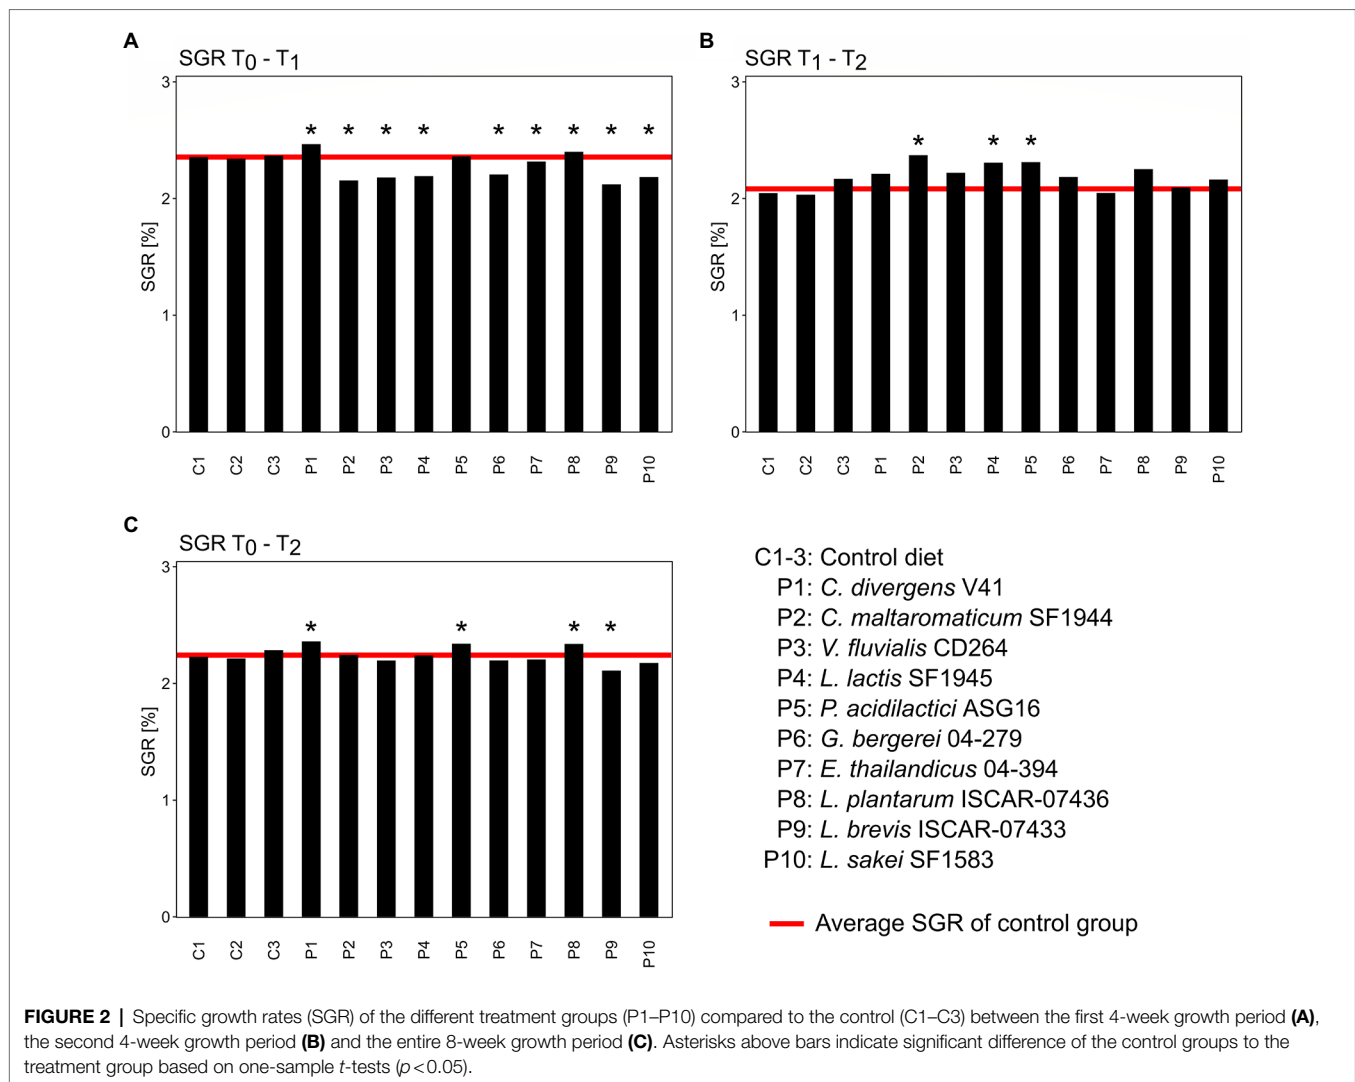 A
SGR T0 - T1
3
2
1
0
SGR [%]
* * * * * * * * *
C1 C2 C3 P1 P2 P3 P4 P5 P6 P7 P8 P9 P10
B
SGR T1 - T2
3
2
1
0
SGR [%]
* * *
C1 C2 C3 P1 P2 P3 P4 P5 P6 P7 P8 P9 P10
C
SGR T0 - T2
3
2
1
0
SGR [%]
* * * *
C1 C2 C3 P1 P2 P3 P4 P5 P6 P7 P8 P9 P10
C1-3: Control diet
P1: C. divergens V41
P2: C. maltaromaticum SF1944
P3: V. fluvialis CD264
P4: L. lactis SF1945
P5: P. acidilactici ASG16
P6: G. bergerei 04-279
P7: E. thailandicus 04-394
P8: L. plantarum ISCAR-07436
P9: L. brevis ISCAR-07433
P10: L. sakei SF1583
Average SGR of control group
FIGURE 2 | Specific growth rates (SGR) of the different treatment groups (P1–P10) compared to the control (C1–C3) between the first 4-week growth period (A),
the second 4-week growth period (B) and the entire 8-week growth period (C). Asterisks above bars indicate significant difference of the control groups to the
treatment group based on one-sample t-tests (p<0.05).